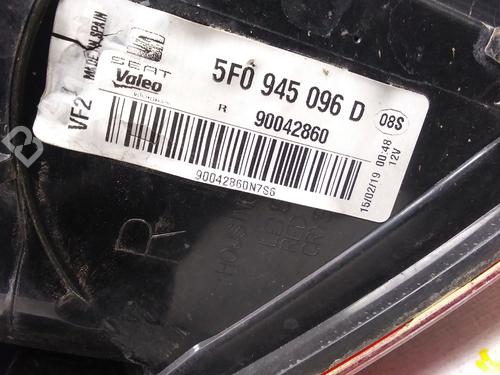 MADE IN SPAIN
VF2
SEAT
Valeo
5F0 945 096 D
R 90042860
08S
90042860N7S6
15/02/19 00:48
12V
R
B